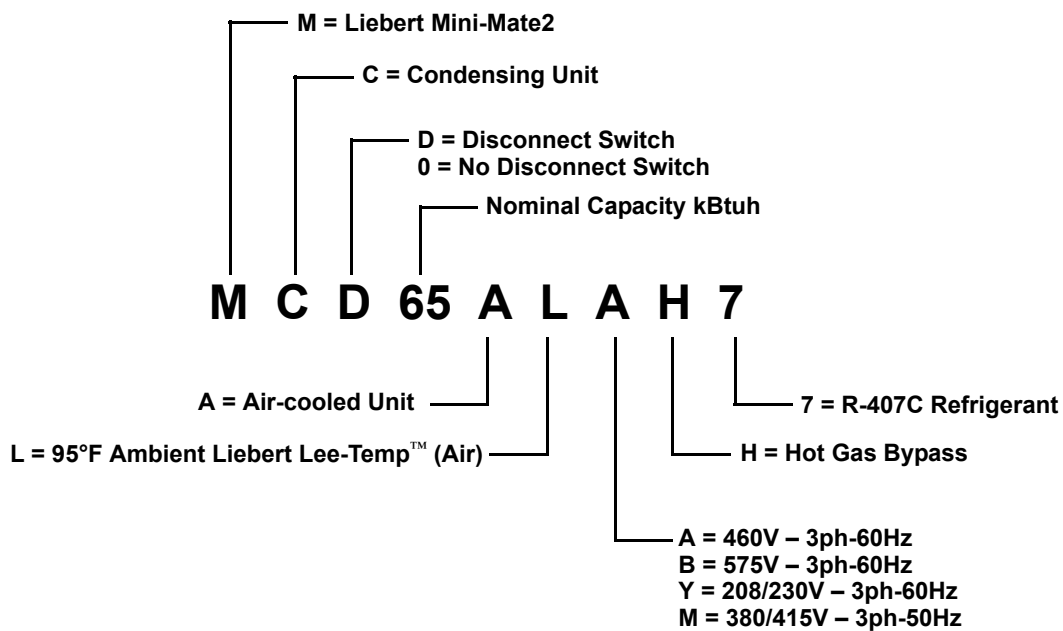 M = Liebert Mini-Mate2
C = Condensing Unit
D = Disconnect Switch
0 = No Disconnect Switch
Nominal Capacity kBtuh
M C D 65 A L A H 7
A = Air-cooled Unit
7 = R-407C Refrigerant
L = 95°F Ambient Liebert Lee-Temp™ (Air)
H = Hot Gas Bypass
A = 460V – 3ph-60Hz
B = 575V – 3ph-60Hz
Y = 208/230V – 3ph-60Hz
M = 380/415V – 3ph-50Hz